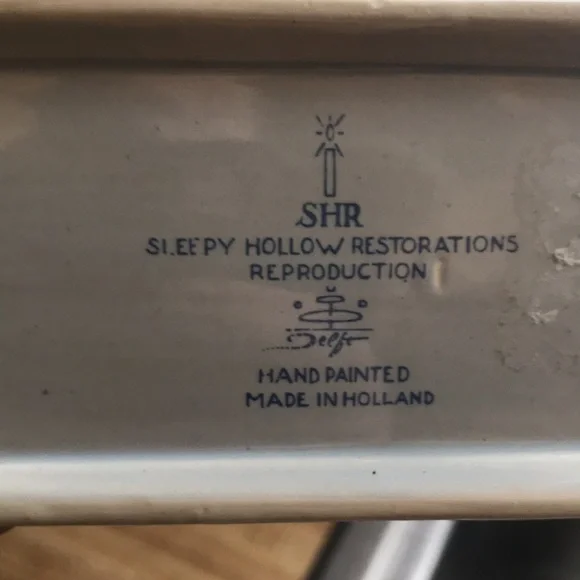 SHR
SLEEPY HOLLOW RESTORATIONS
REPRODUCTION
Delft
HAND PAINTED
MADE IN HOLLAND